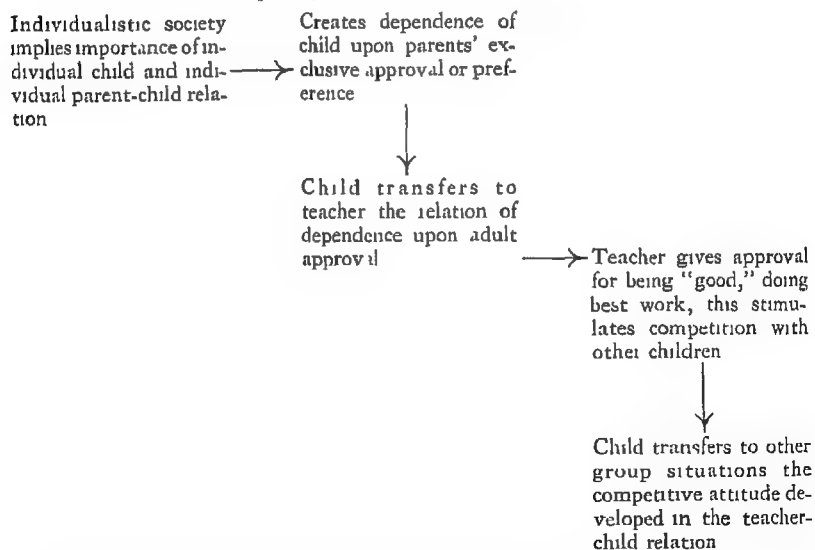 Individualistic society
implies importance of in-
dividual child and indi-
vidual parent-child rela-
tion
Creates dependence of
child upon parents' ex-
clusive approval or pref-
erence
Child transfers to
teacher the relation of
dependence upon adult
approval
Teacher gives approval
for being "good," doing
best work, this stimu-
lates competition with
other children
Child transfers to other
group situations the
competitive attitude de-
veloped in the teacher-
child relation